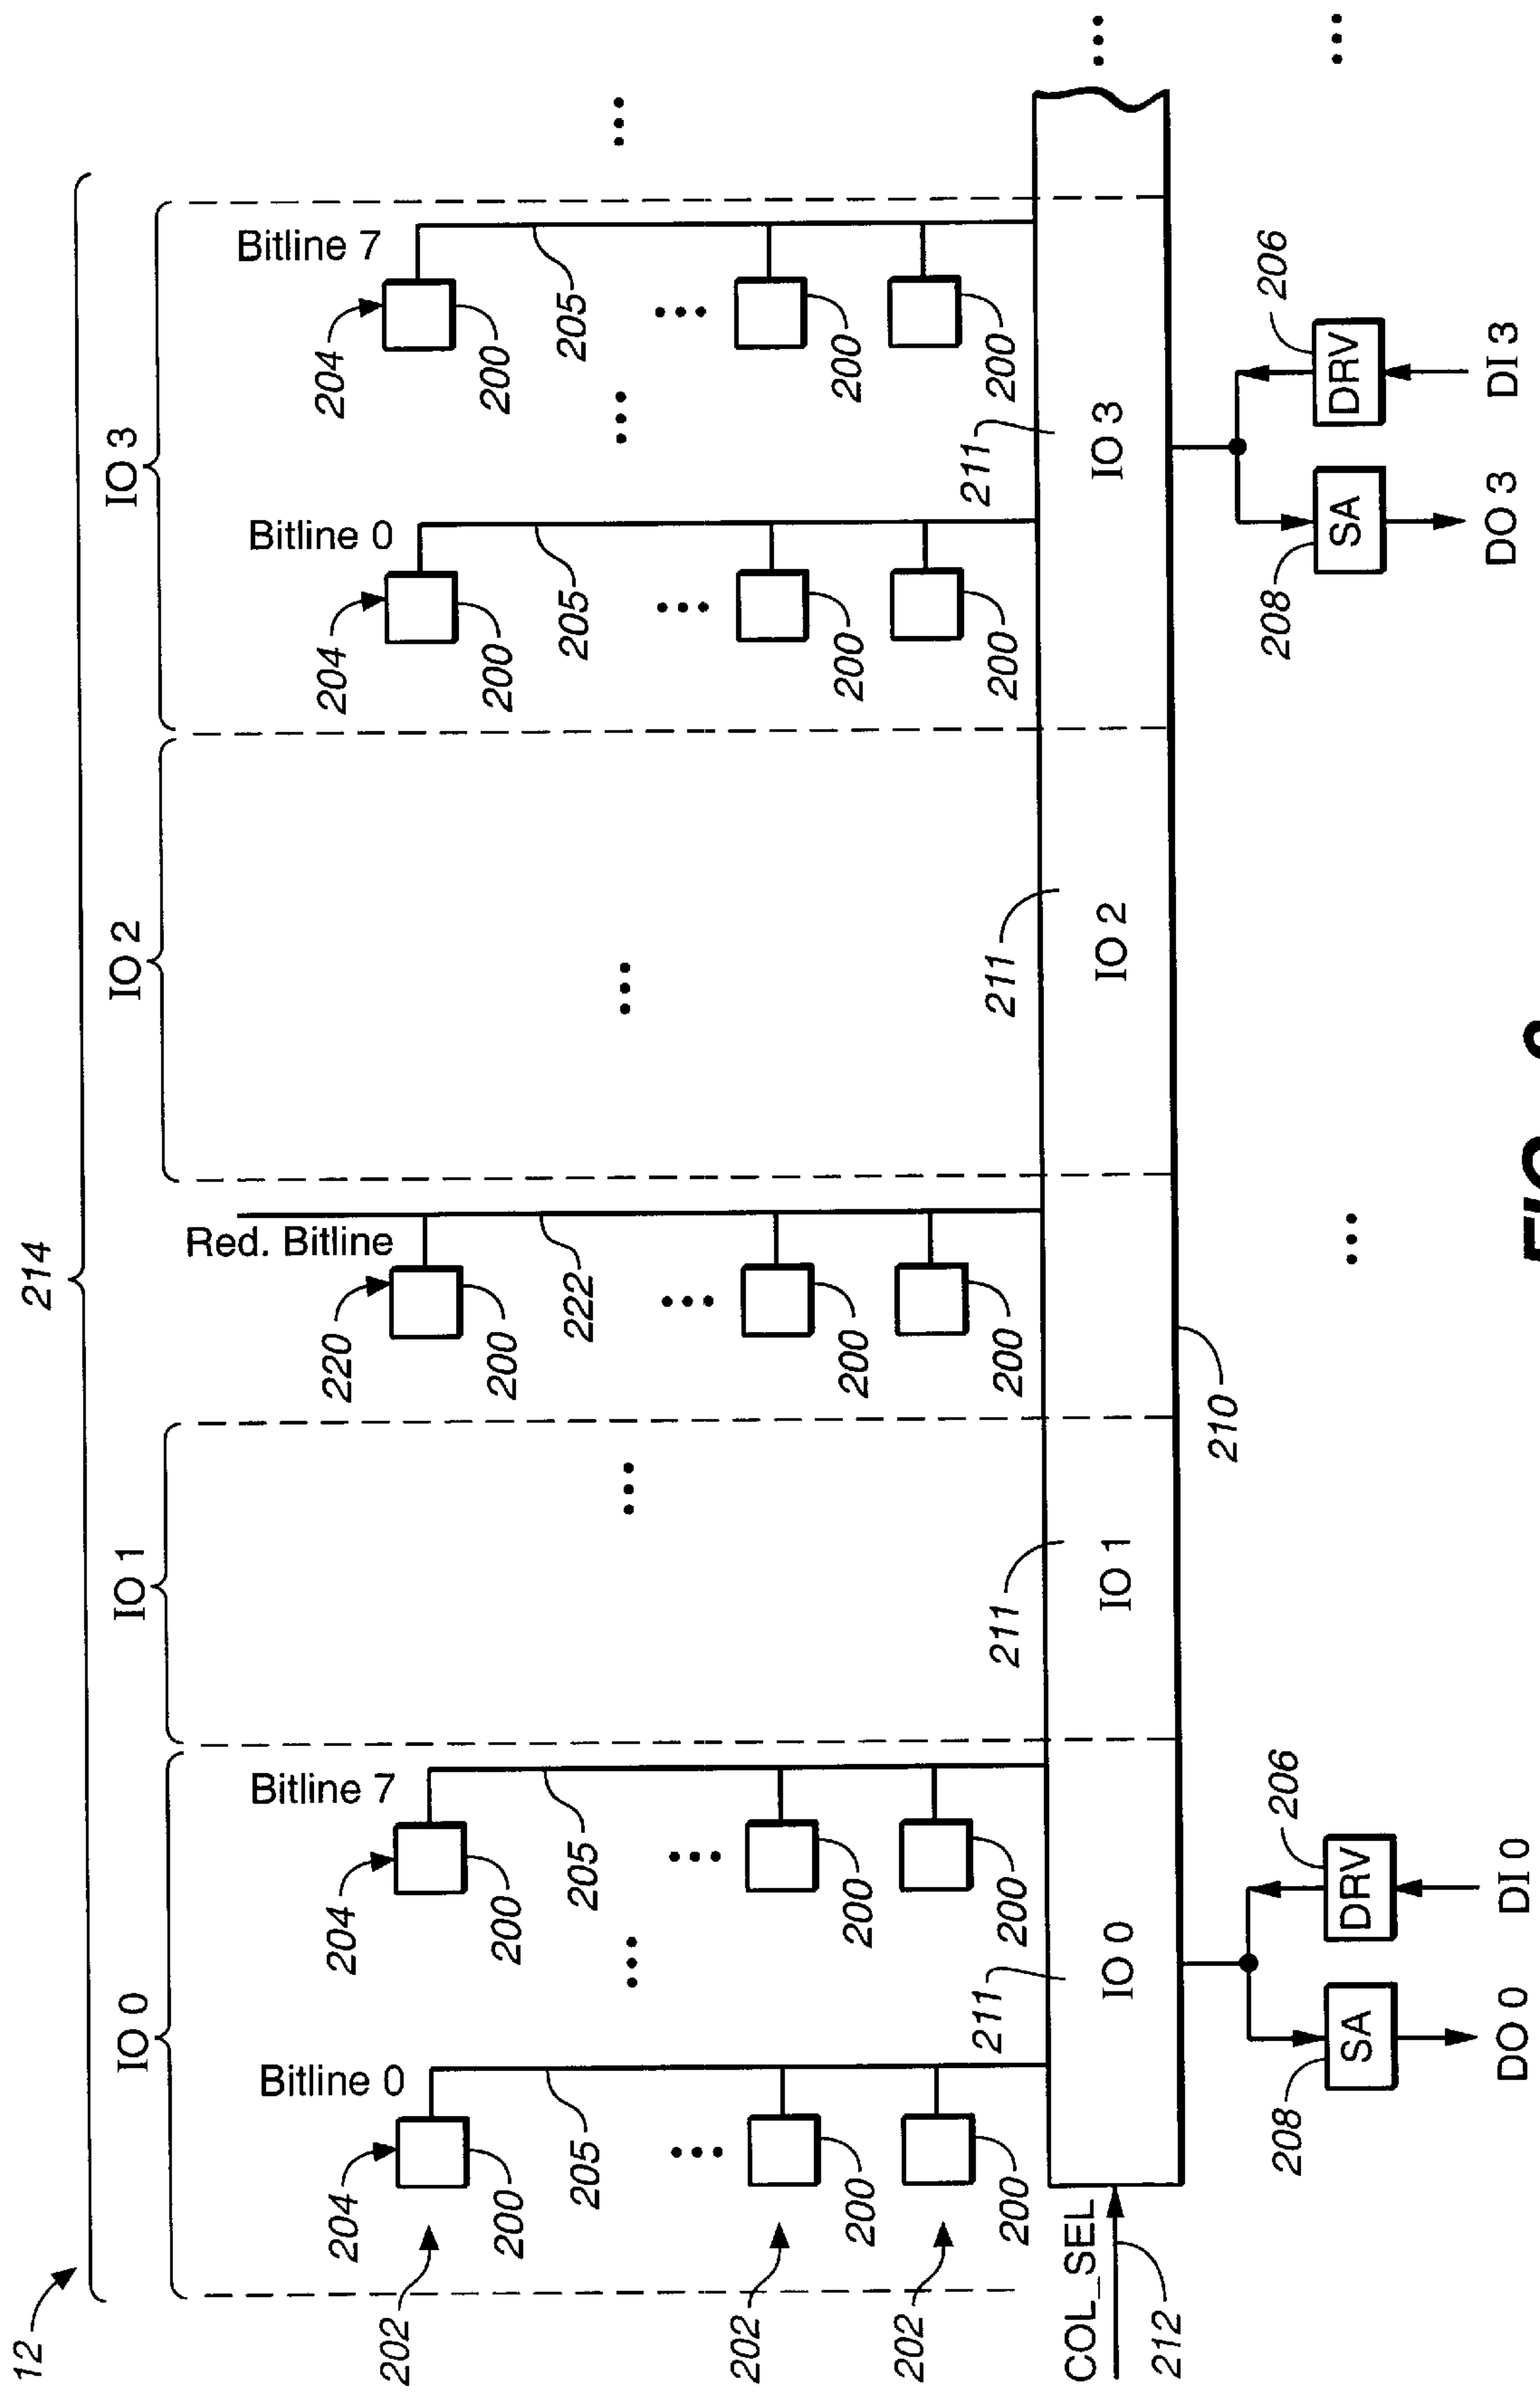 12
214
IO 0
IO 1
IO 2
IO 3
Bitline 0
Bitline 7
Red. Bitline
Bitline 0
Bitline 7
204
204
220
204
204
202
200
200
200
200
200
205
205
222
205
205
202
200
200
200
200
200
202
200
200
200
200
200
211
211
211
211
COL_SEL
212
IO 0
IO 1
IO 2
IO 3
210
208
SA
DRV
206
208
SA
DRV
206
DO 0
DI 0
DO 3
DI 3